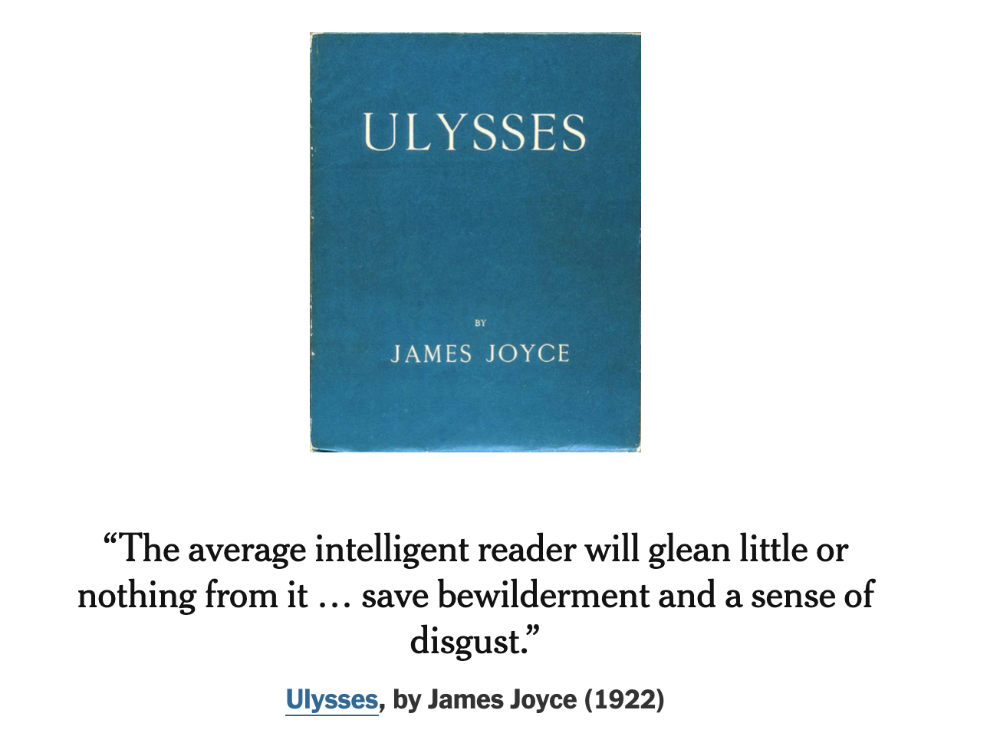 ULYSSES
BY
JAMES JOYCE
“The average intelligent reader will glean little or
nothing from it … save bewilderment and a sense of
disgust.”
Ulysses, by James Joyce (1922)